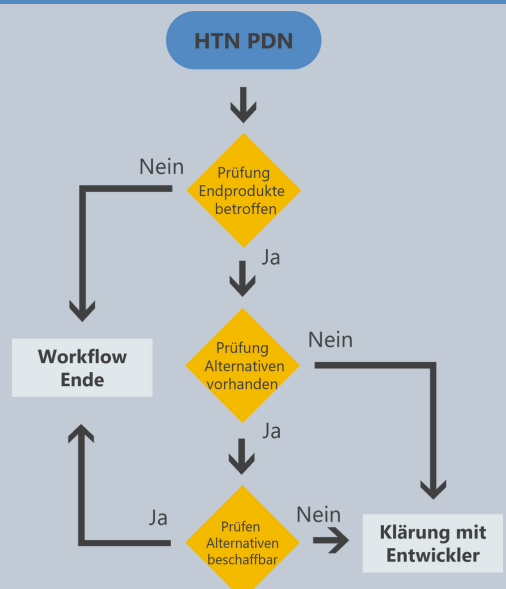 HTN PDN
Nein
Prüfung
Endprodukte
betroffen
Ja
Workflow
Ende
Prüfung
Alternativen
vorhanden
Nein
Ja
Ja
Prüfen
Alternativen
beschaffbar
Nein
Klärung mit
Entwickler